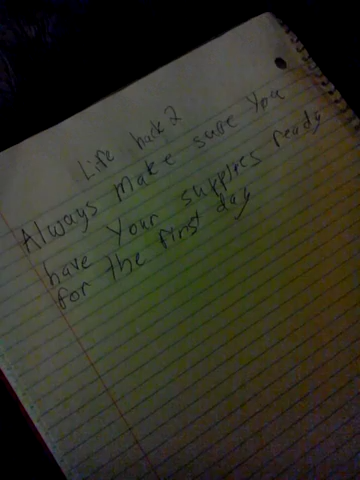 Life hack 2
Always make sure you
have your supplies ready
for the first day